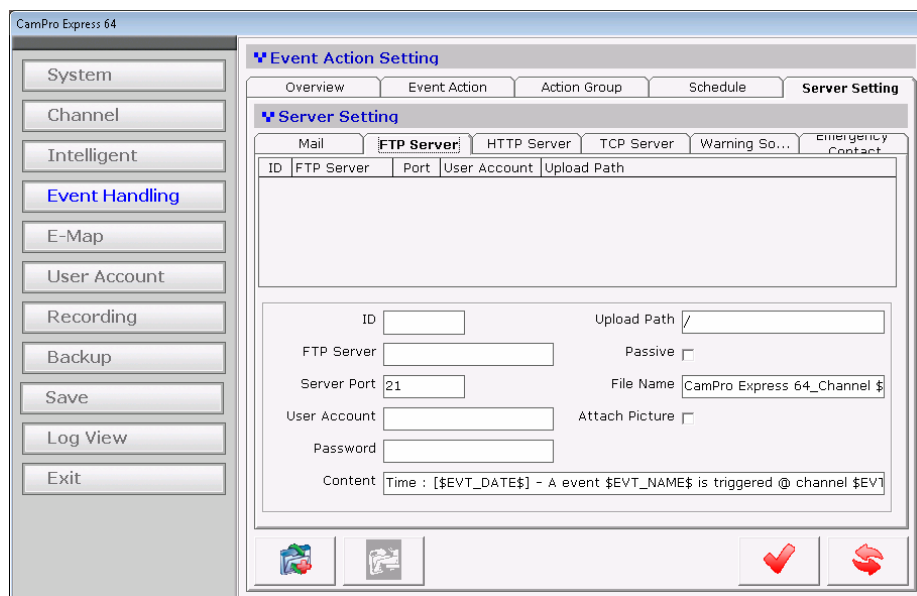 CamPro Express 64
System
Channel
Intelligent
Event Handling
E-Map
User Account
Recording
Backup
Save
Log View
Exit
Event Action Setting
Overview Event Action Action Group Schedule Server Setting
Server Setting
Mail FTP Server HTTP Server TCP Server Warning So... Emergency Contact
ID FTP Server Port User Account Upload Path
ID Upload Path /
FTP Server Passive
Server Port 21 File Name CamPro Express 64_Channel $
User Account Attach Picture
Password
Content Time : [$EVT_DATE$] - A event $EVT_NAME$ is triggered @ channel $EVT